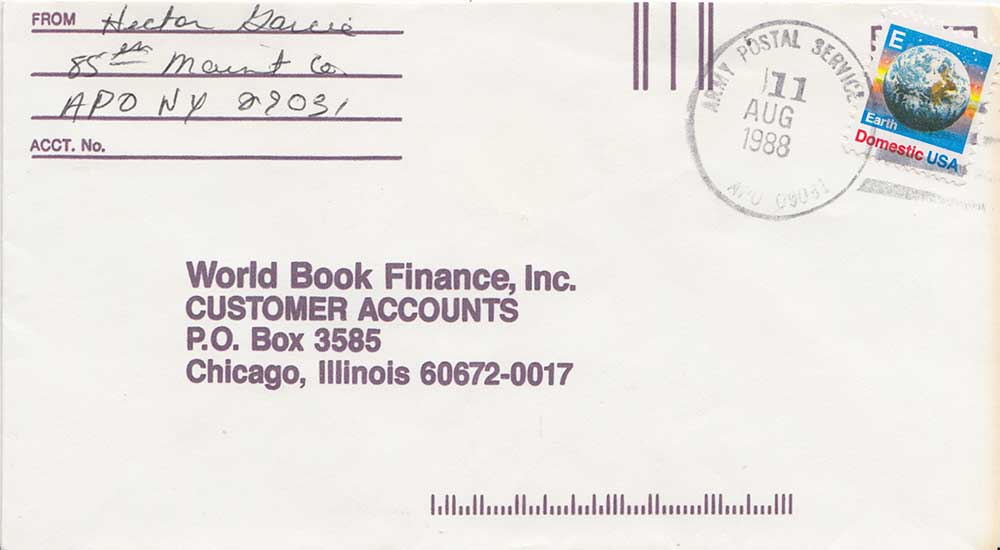 FROM Hector Garcia
85th Maint Co
APO NY 09031
ACCT. No.
ARMY POSTAL SERVICE
11
AUG
1988
APO 09031
E
Earth
Domestic USA
World Book Finance, Inc.
CUSTOMER ACCOUNTS
P.O. Box 3585
Chicago, Illinois 60672-0017